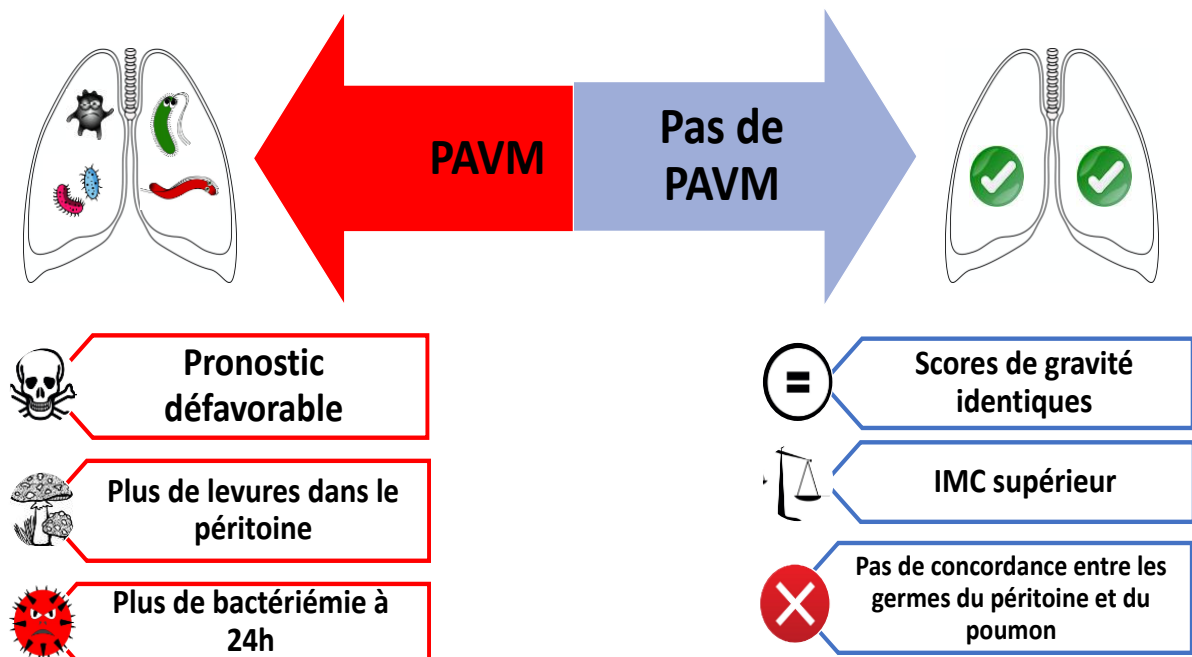 PAVM
Pas de
PAVM
Pronostic
défavorable
Plus de levures dans le
péritoine
Plus de bactériémie à
24h
Scores de gravité
identiques
IMC supérieur
Pas de concordance entre les
germes du péritoine et du
poumon